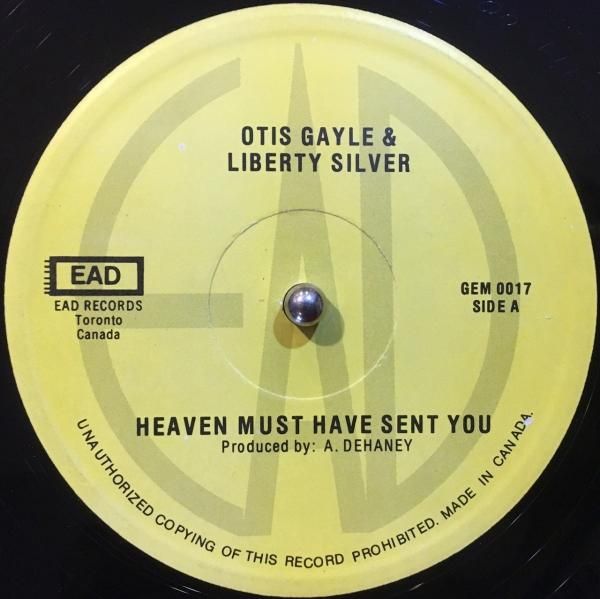 OTIS GAYLE &
LIBERTY SILVER
EAD
EAD RECORDS
Toronto
Canada
GEM 0017
SIDE A
HEAVEN MUST HAVE SENT YOU
Produced by: A. DEHANEY
UNAUTHORIZED COPYING OF THIS RECORD PROHIBITED. MADE IN CANADA.
EAD